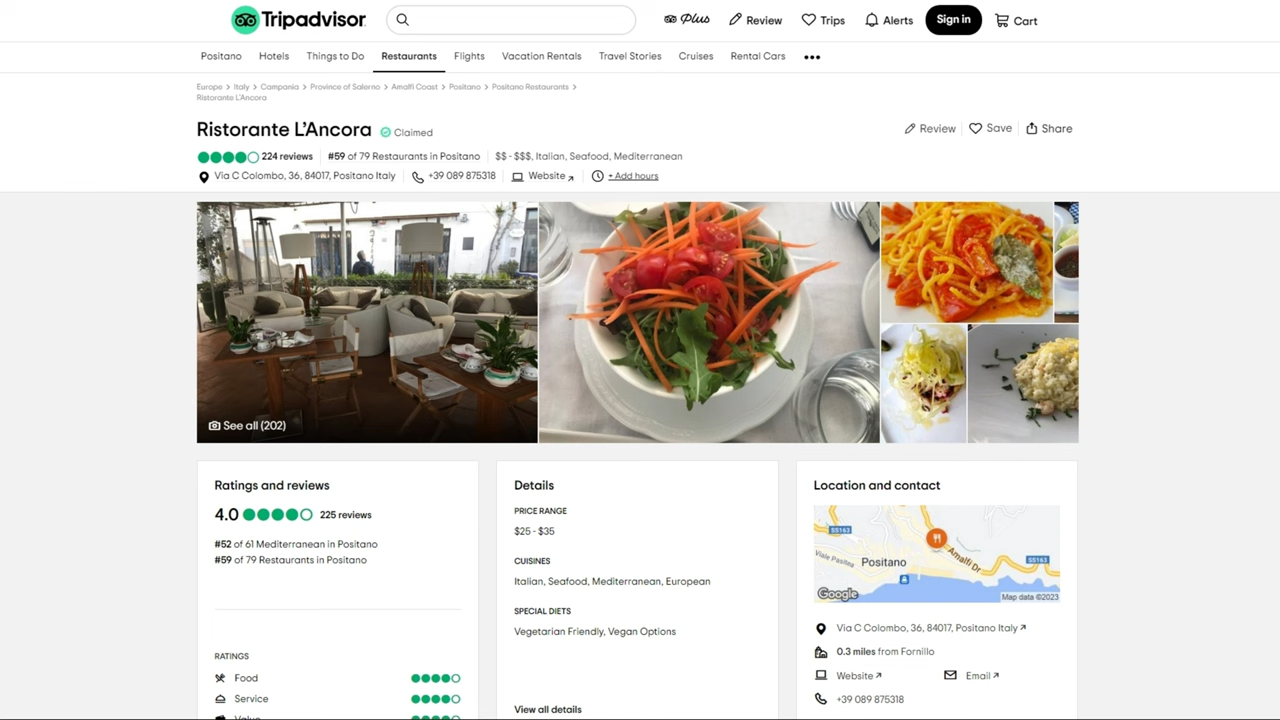 Tripadvisor
Plus Review Trips Alerts Sign in Cart
Positano Hotels Things to Do Restaurants Flights Vacation Rentals Travel Stories Cruises Rental Cars
Europe > Italy > Campania > Province of Salerno > Amalfi Coast > Positano > Positano Restaurants >
Ristorante L'Ancora
Ristorante L'Ancora Claimed
Review Save Share
224 reviews #59 of 79 Restaurants in Positano $$ - $$$, Italian, Seafood, Mediterranean
Via C Colombo, 36, 84017, Positano Italy +39 089 875318 Website + Add hours
See all (202)
Ratings and reviews
4.0 225 reviews
#52 of 61 Mediterranean in Positano
#59 of 79 Restaurants in Positano
RATINGS
Food
Service
Value
Details
PRICE RANGE
$25 - $35
CUISINES
Italian, Seafood, Mediterranean, European
SPECIAL DIETS
Vegetarian Friendly, Vegan Options
View all details
Location and contact
SS163
Viale Pasitea
Positano
Amalfi Dr
SS163
Google
Map data ©2023
Via C Colombo, 36, 84017, Positano Italy
0.3 miles from Fornillo
Website Email
+39 089 875318